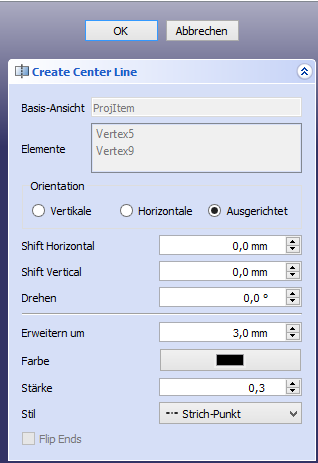 OK Abbrechen
Create Center Line
Basis-Ansicht ProjItem
Elemente
Vertex5
Vertex9
Orientation
Vertikale Horizontale Ausgerichtet
Shift Horizontal 0,0 mm
Shift Vertical 0,0 mm
Drehen 0,0 °
Erweitern um 3,0 mm
Farbe
Stärke 0,3
Stil Strich-Punkt
Flip Ends